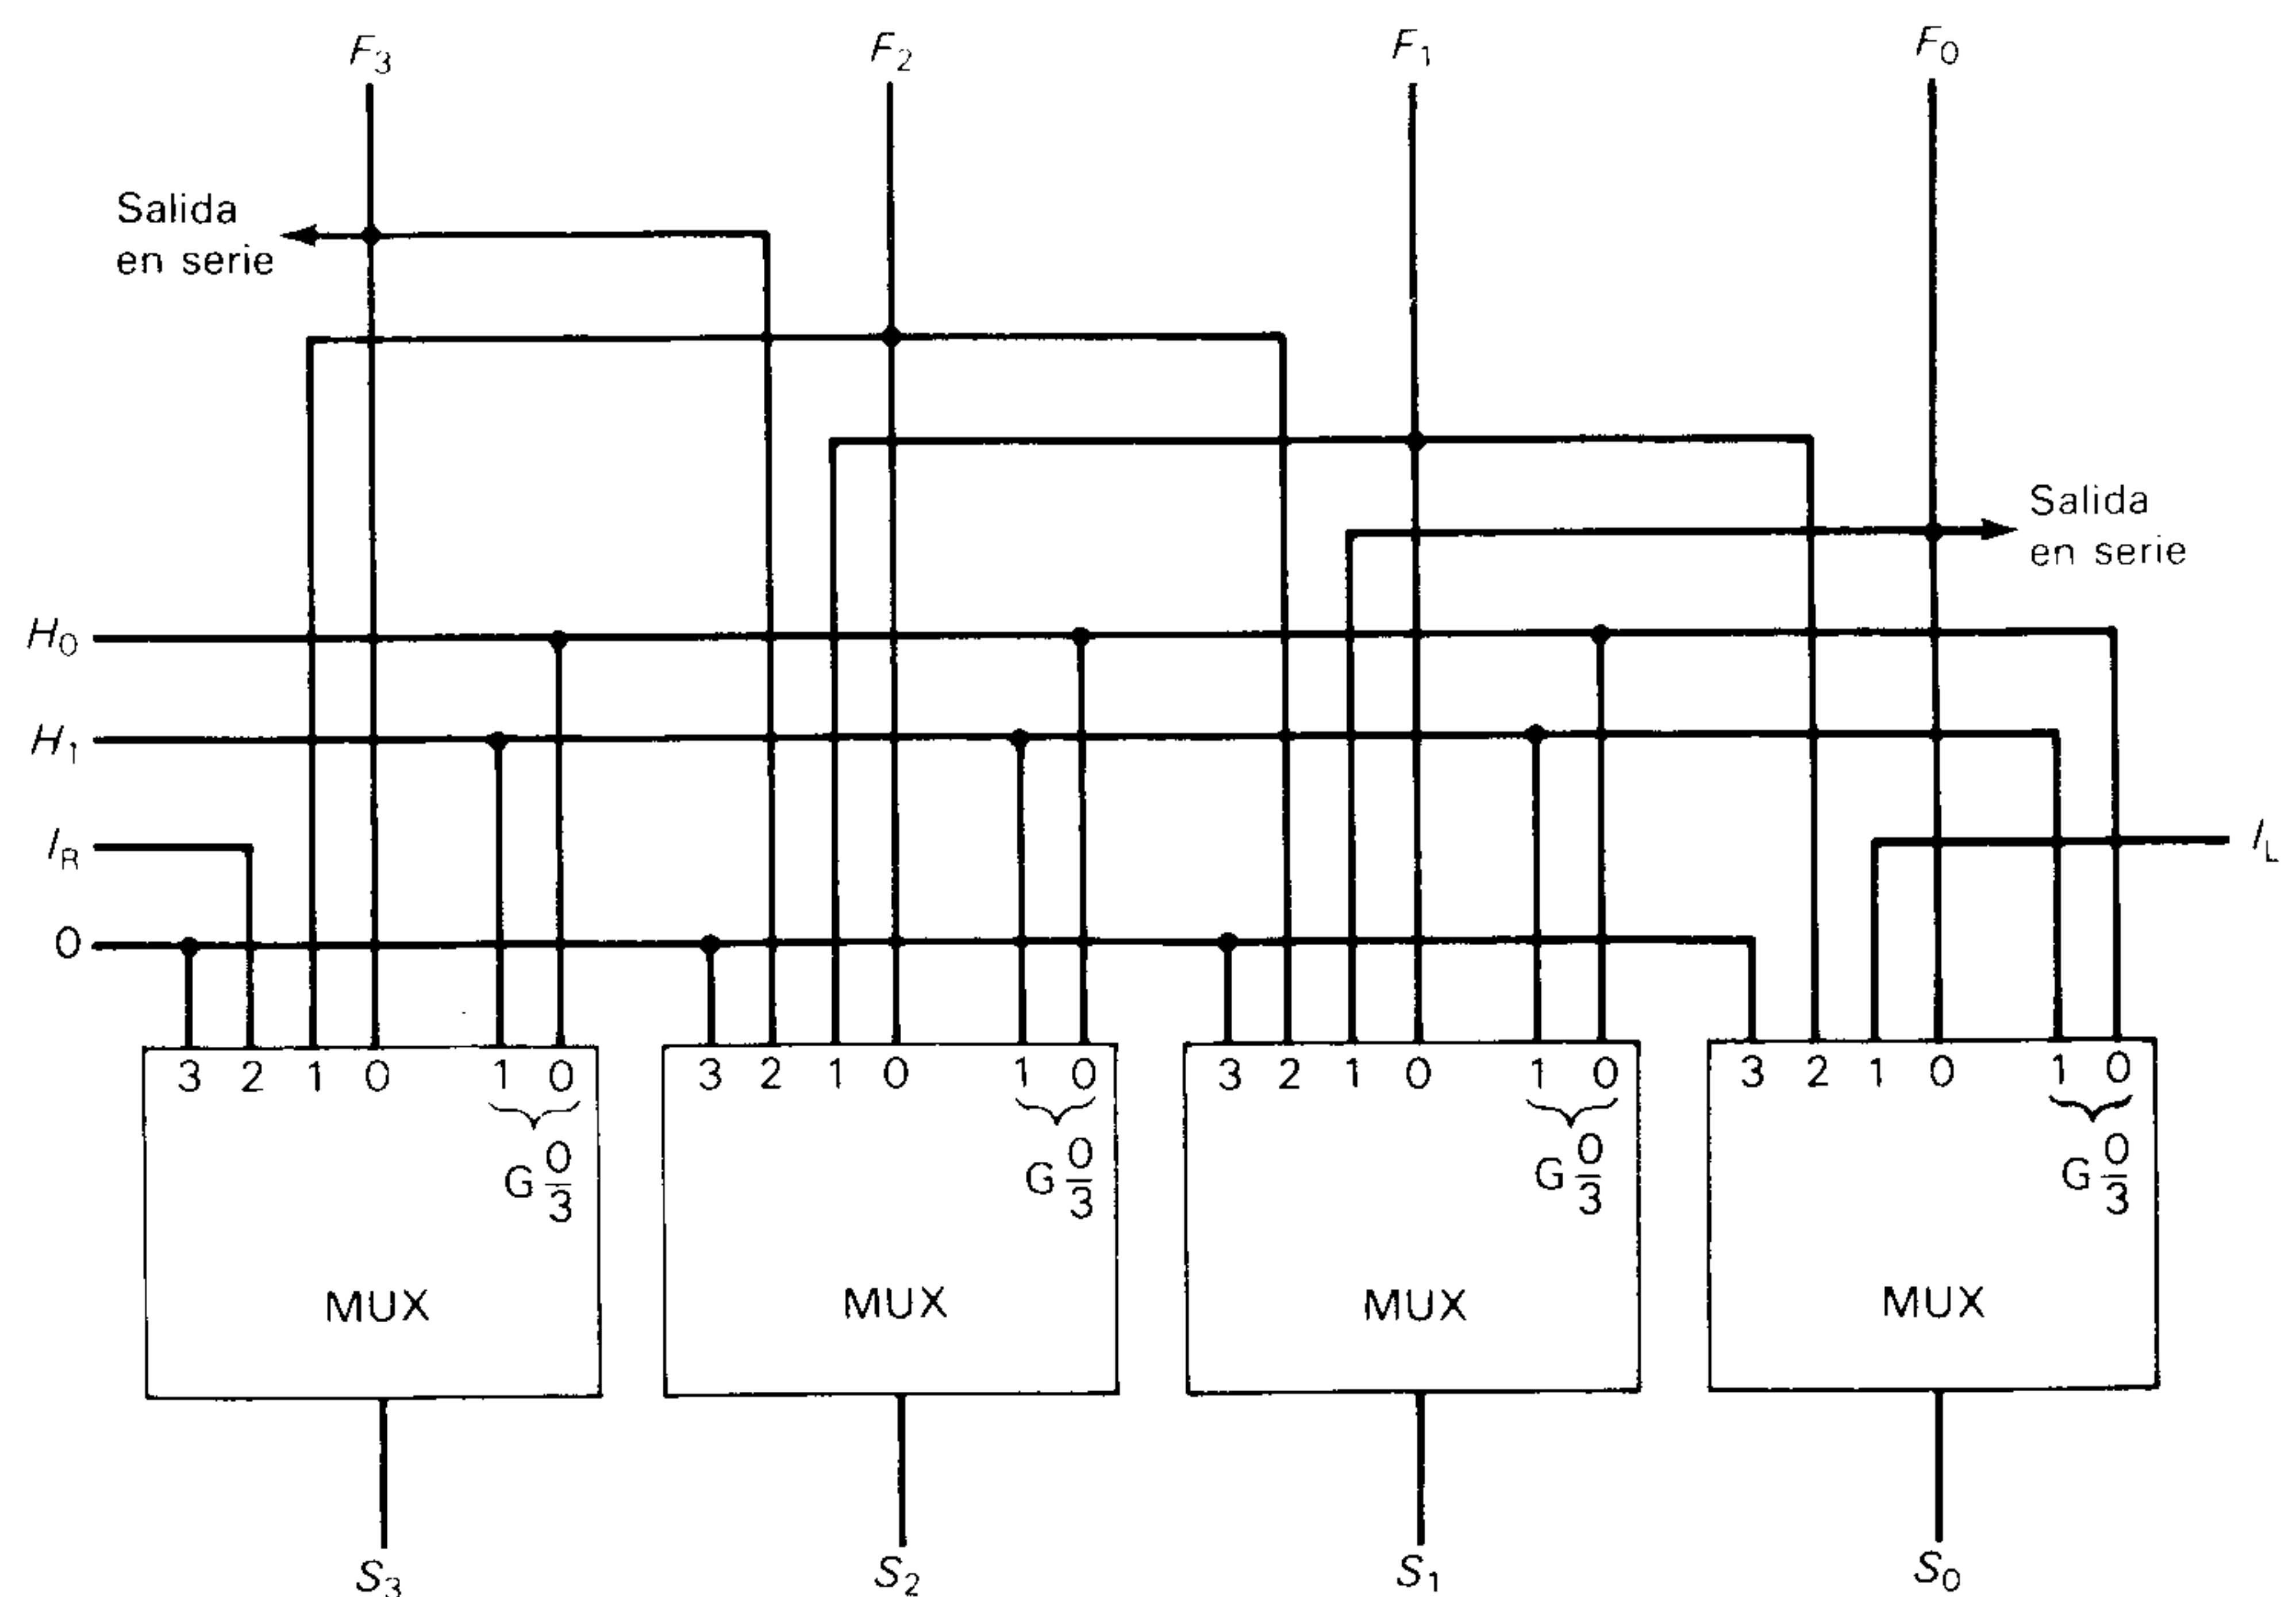 F3 F2 F1 F0
Salida
en serie
Salida
en serie
H0
H1
IR
IL
0
3 2 1 0 1 0
3 2 1 0 1 0
3 2 1 0 1 0
3 2 1 0 1 0
G 0/3
G 0/3
G 0/3
G 0/3
MUX
MUX
MUX
MUX
S3 S2 S1 S0